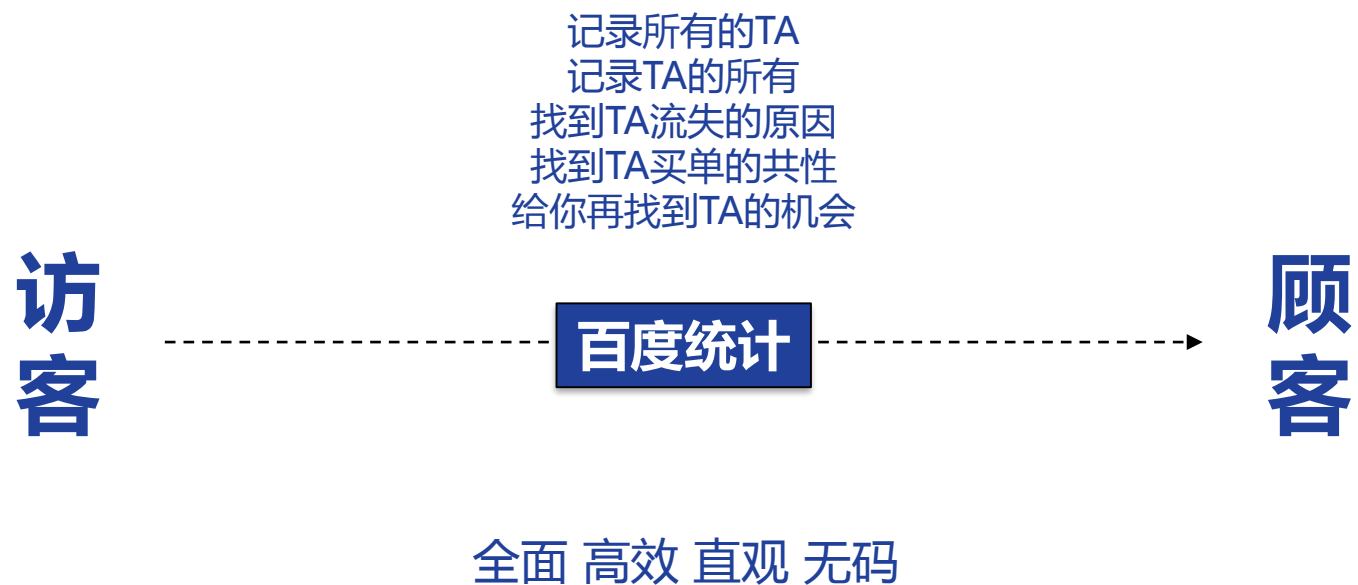 记录所有的TA
记录TA的所有
找到TA流失的原因
找到TA买单的共性
给你再找到TA的机会
访客
百度统计
顾客
全面 高效 直观 无码